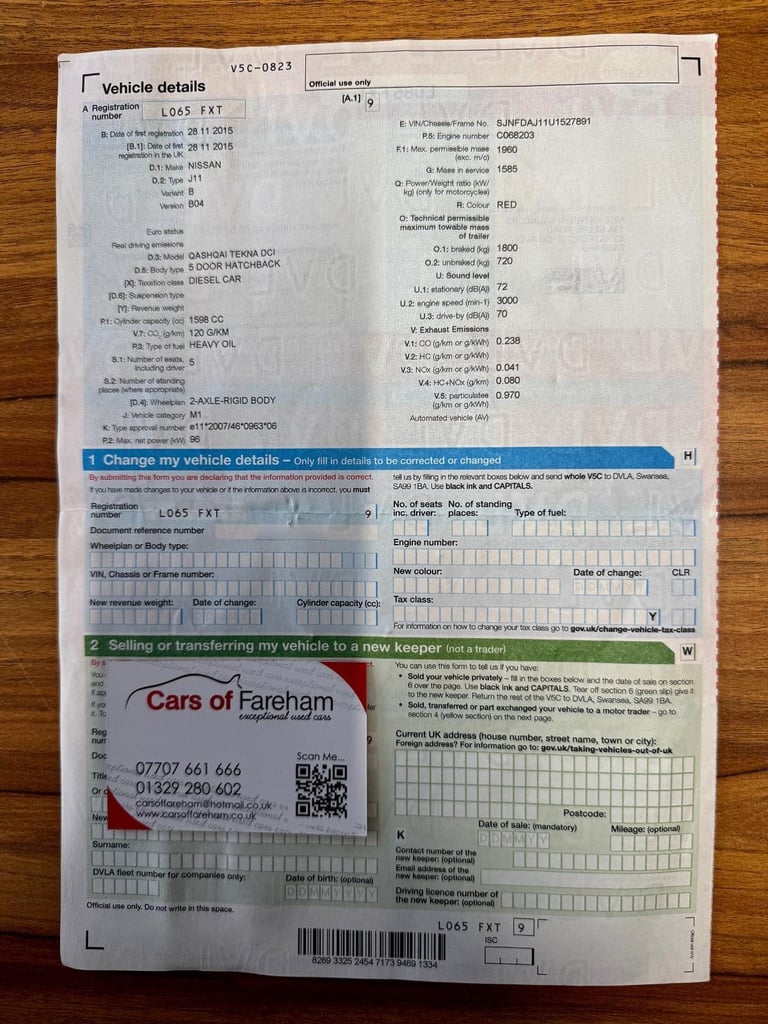 V5C-0823
Vehicle details
Official use only
A Registration number LO65 FXT
[A.1] 9
B: Date of first registration 28 11 2015
[B.1]: Date of first registration in the UK 28 11 2015
D.1: Make NISSAN
D.2: Type J11
Variant B
Version B04
Euro status
Real driving emissions
D.3: Model QASHQAI TEKNA DCI
D.5: Body type 5 DOOR HATCHBACK
[X]: Taxation class DIESEL CAR
[D.6]: Suspension type
[Y]: Revenue weight
P.1: Cylinder capacity (cc) 1598 CC
V.7: CO2 (g/km) 120 G/KM
P.3: Type of fuel HEAVY OIL
S.1: Number of seats, including driver 5
S.2: Number of standing places (where appropriate)
[D.4]: Wheelplan 2-AXLE-RIGID BODY
J: Vehicle category M1
K: Type approval number e11*2007/46*0963*06
P.2: Max. net power (kW) 96
E: VIN/Chassis/Frame No. SJNFDAJ11U1527891
P.5: Engine number C068203
F.1: Max. permissible mass (exc. m/c) 1960
G: Mass in service 1585
Q: Power/Weight ratio (kW/kg) (only for motorcycles)
R: Colour RED
O: Technical permissible maximum towable mass of trailer
O.1: braked (kg) 1800
O.2: unbraked (kg) 720
U: Sound level
U.1: stationary (dB(A)) 72
U.2: engine speed (min-1) 3000
U.3: drive-by (dB(A)) 70
V: Exhaust Emissions
V.1: CO (g/km or g/kWh) 0.238
V.2: HC (g/km or g/kWh)
V.3: NOx (g/km or g/kWh) 0.041
V.4: HC+NOx (g/km) 0.080
V.5: particulates (g/km or g/kWh) 0.970
Automated vehicle (AV)
1 Change my vehicle details – Only fill in details to be corrected or changed
H
By submitting this form you are declaring that the information provided is correct.
If you have made changes to your vehicle or if the information above is incorrect, you must
tell us by filling in the relevant boxes below and send whole V5C to DVLA, Swansea,
SA99 1BA. Use black ink and CAPITALS.
Registration number LO65 FXT 9
Document reference number
Wheelplan or Body type:
VIN, Chassis or Frame number:
New revenue weight: Date of change: Cylinder capacity (cc):
No. of seats inc. driver: No. of standing places: Type of fuel:
Engine number:
New colour: Date of change: CLR
DDMMYY
Tax class:
Y
For information on how to change your tax class go to gov.uk/change-vehicle-tax-class
2 Selling or transferring my vehicle to a new keeper (not a trader)
W
Cars of Fareham
exceptional used cars
Scan Me...
07707 661 666
01329 280 602
carsoffareham@hotmail.co.uk
www.carsoffareham.co.uk
9
Surname:
DVLA fleet number for companies only: Date of birth: (optional)
DDMMYYYY
Official use only. Do not write in this space.
You can use this form to tell us if you have:
• Sold your vehicle privately – fill in the boxes below and the date of sale on section
6 over the page. Use black ink and CAPITALS. Tear off section 6 (green slip) give it
to the new keeper. Return the rest of the V5C to DVLA, Swansea, SA99 1BA.
• Sold, transferred or part exchanged your vehicle to a motor trader – go to
section 4 (yellow section) on the next page.
Current UK address (house number, street name, town or city):
Foreign address? For information go to: gov.uk/taking-vehicles-out-of-uk
Postcode:
Date of sale: (mandatory) Mileage: (optional)
K
DDMMYY
Contact number of the new keeper: (optional)
Email address of the new keeper: (optional)
Driving licence number of the new keeper: (optional)
LO65 FXT 9
ISC
8269 3325 2454 7173 9489 1334